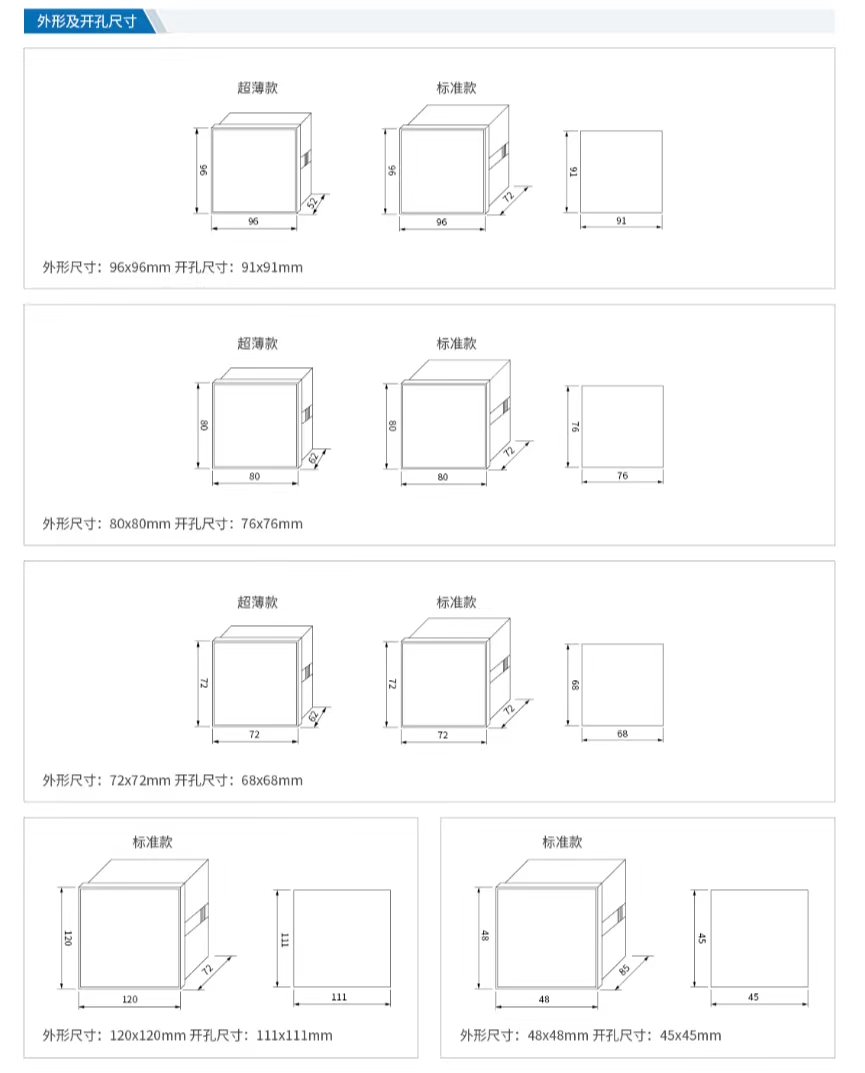 外形及开孔尺寸
超薄款
标准款
96
96
52
96
96
72
91
91
外形尺寸：96x96mm 开孔尺寸：91x91mm
超薄款
标准款
80
80
62
80
80
72
76
76
外形尺寸：80x80mm 开孔尺寸：76x76mm
超薄款
标准款
72
72
62
72
72
72
68
68
外形尺寸：72x72mm 开孔尺寸：68x68mm
标准款
120
120
72
111
111
外形尺寸：120x120mm 开孔尺寸：111x111mm
标准款
48
48
85
45
45
外形尺寸：48x48mm 开孔尺寸：45x45mm